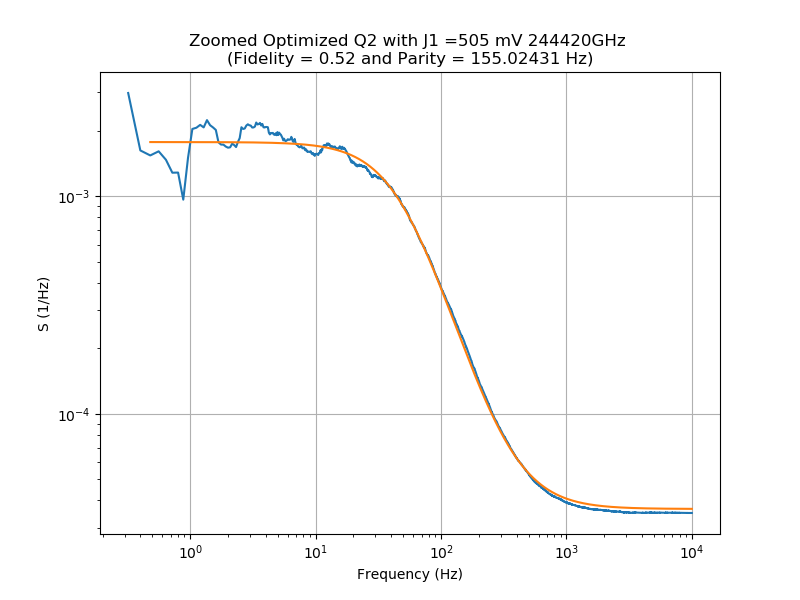 Zoomed Optimized Q2 with J1 =505 mV 244420GHz
(Fidelity = 0.52 and Parity = 155.02431 Hz)
S (1/Hz)
10⁻³
10⁻⁴
10⁰ 10¹ 10² 10³ 10⁴
Frequency (Hz)